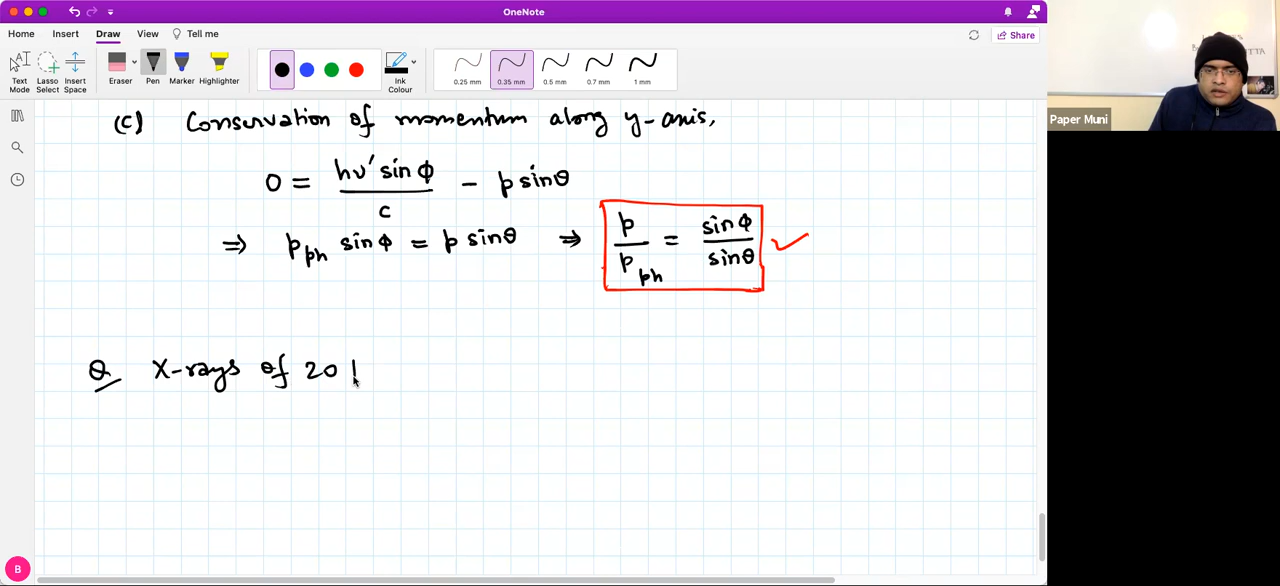 OneNote
Home Insert Draw View Tell me
Share
Text Mode Lasso Select Insert Space Eraser Pen Marker Highlighter Ink Colour 0.25 mm 0.35 mm 0.5 mm 0.7 mm 1 mm
Paper Muni
(c) Conservation of momentum along y-axis,
0 = hν' sin ϕ / c - p sin θ
⇒ p_ph sin ϕ = p sin θ ⇒ p / p_ph = sin ϕ / sin θ ✓
Q X-rays of 20
B